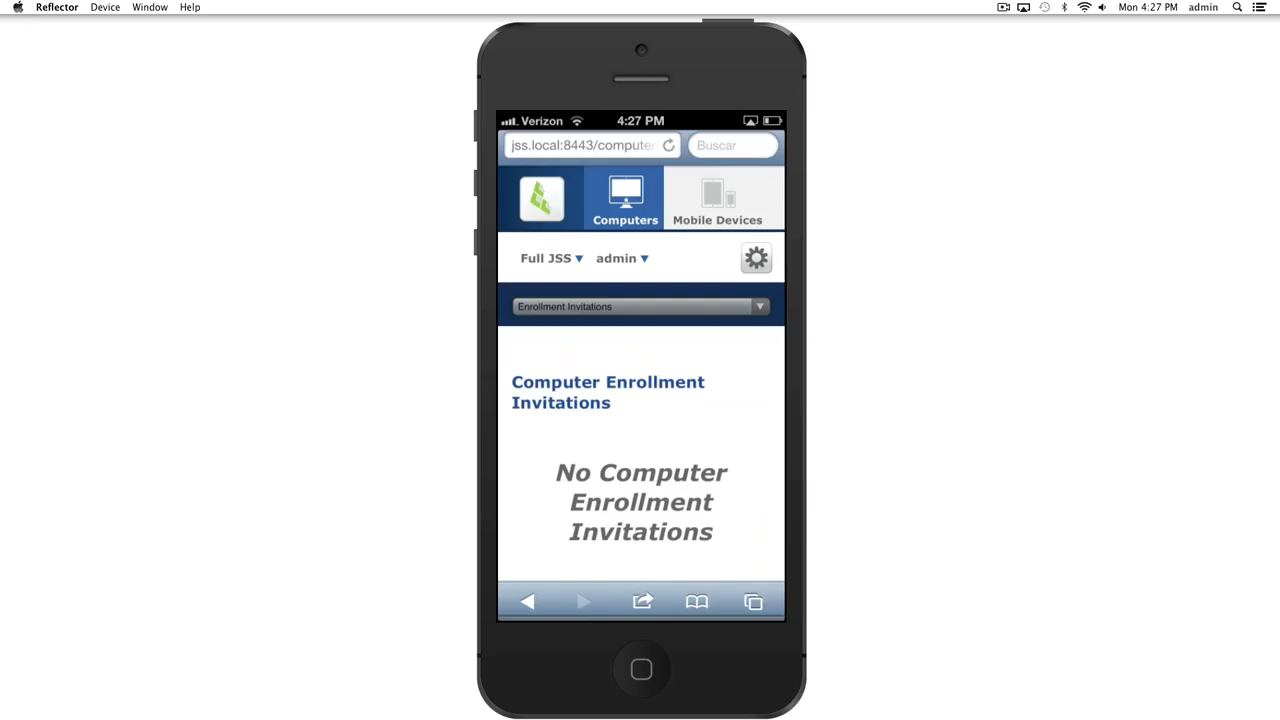 Reflector Device Window Help Mon 4:27 PM admin
Verizon 4:27 PM
jss.local:8443/computer Buscar
Computers Mobile Devices
Full JSS admin
Enrollment Invitations
Computer Enrollment
Invitations
No Computer
Enrollment
Invitations